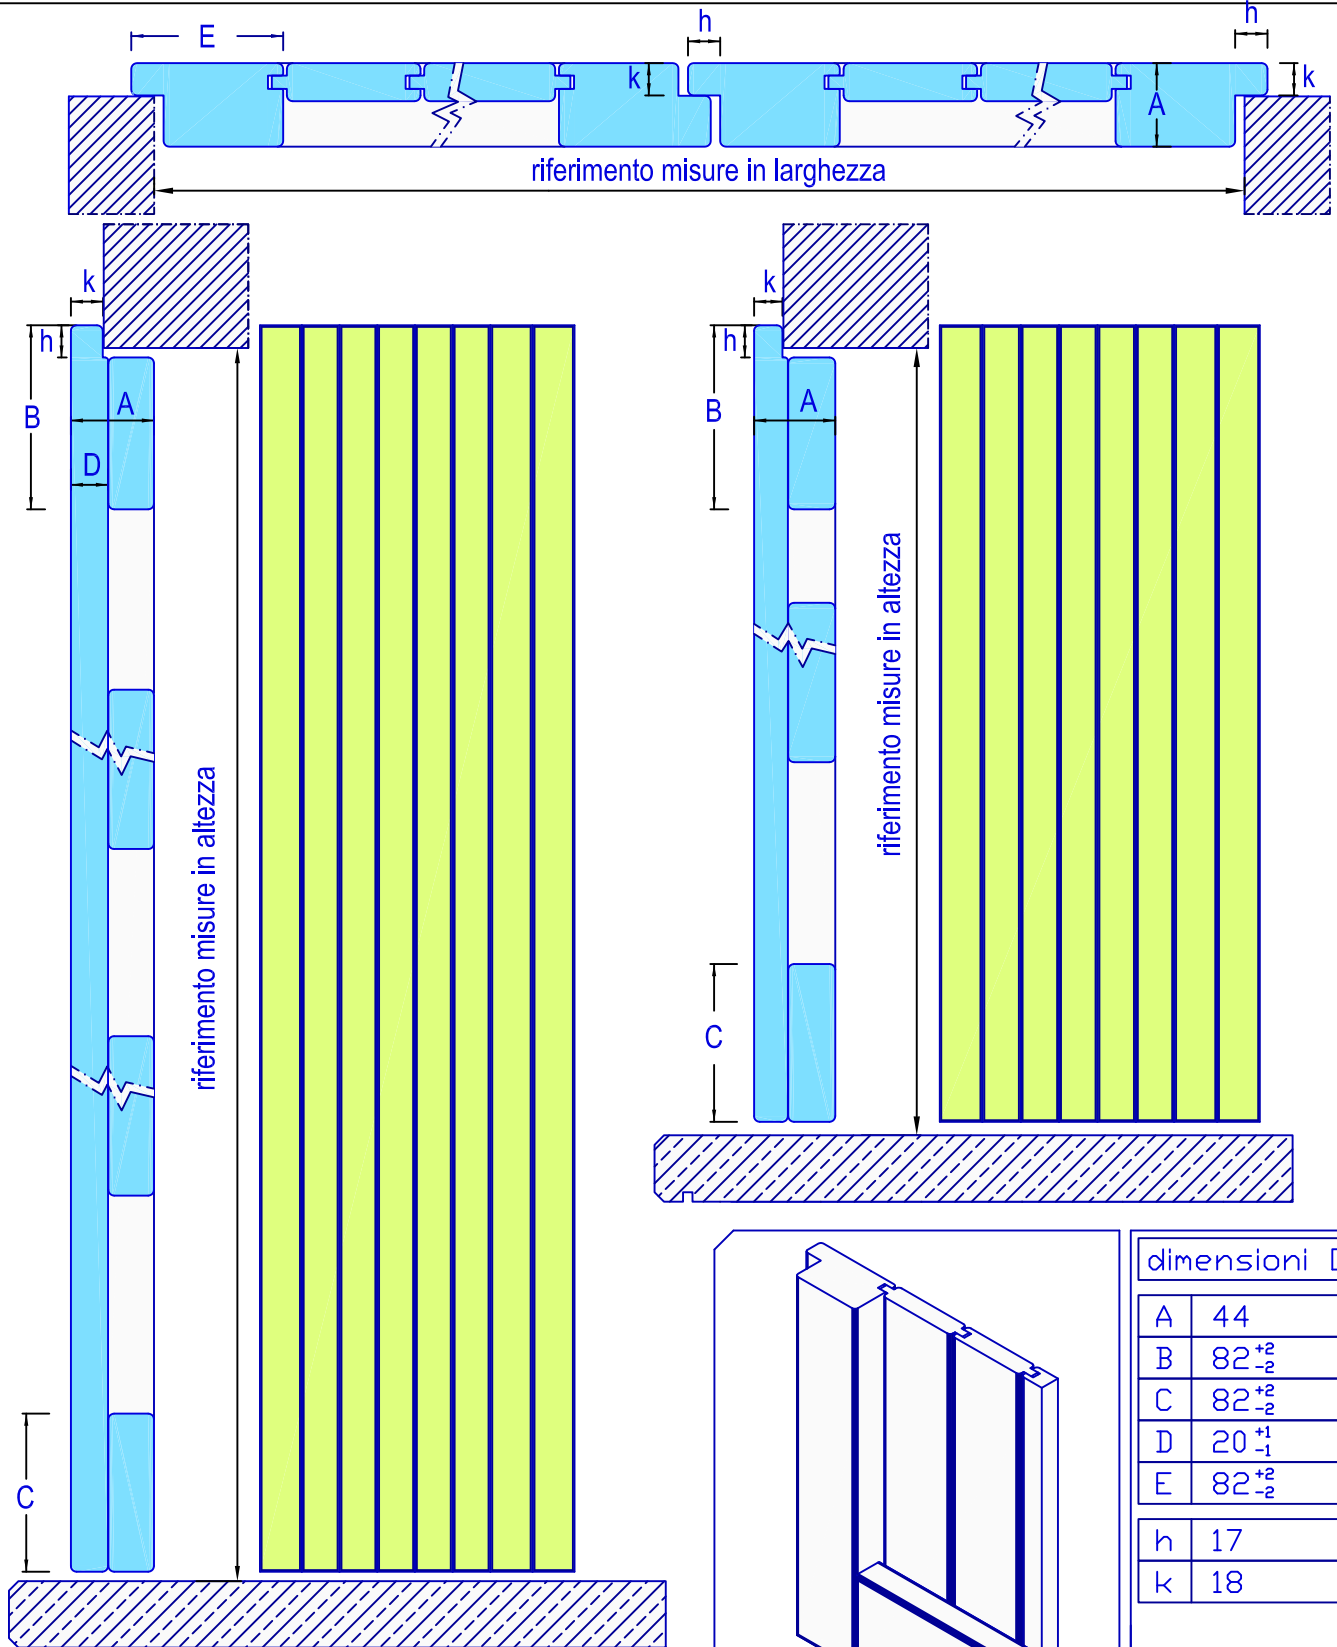 E
h
h
k
k
A
riferimento misure in larghezza
k
h
B
A
D
riferimento misure in altezza
C
k
h
B
A
riferimento misure in altezza
C
dimensioni
A 44
B 82 +2 -2
C 82 +2 -2
D 20 +1 -1
E 82 +2 -2
h 17
k 18